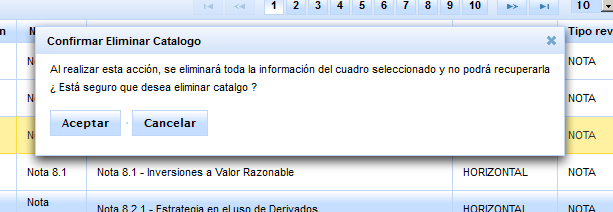 1 2 3 4 5 6 7 8 9 10 10
Tipo rev
Confirmar Eliminar Catalogo
Al realizar esta acción, se eliminará toda la información del cuadro seleccionado y no podrá recuperarla
¿ Está seguro que desea eliminar catalgo ?
Aceptar Cancelar
NOTA
NOTA
NOTA
Nota 8.1 Nota 8.1 - Inversiones a Valor Razonable HORIZONTAL NOTA
Nota Nota 8.2.1 - Estrategia en el uso de Derivados HORIZONTAL NOTA